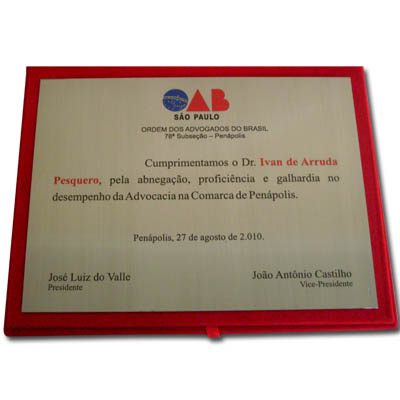 OAB
SÃO PAULO
ORDEM DOS ADVOGADOS DO BRASIL
78ª Subseção – Penápolis
Cumprimentamos o Dr. Ivan de Arruda
Pesquero, pela abnegação, proficiência e galhardia no
desempenho da Advocacia na Comarca de Penápolis.
Penápolis, 27 de agosto de 2.010.
José Luiz do Valle
Presidente
João Antônio Castilho
Vice-Presidente